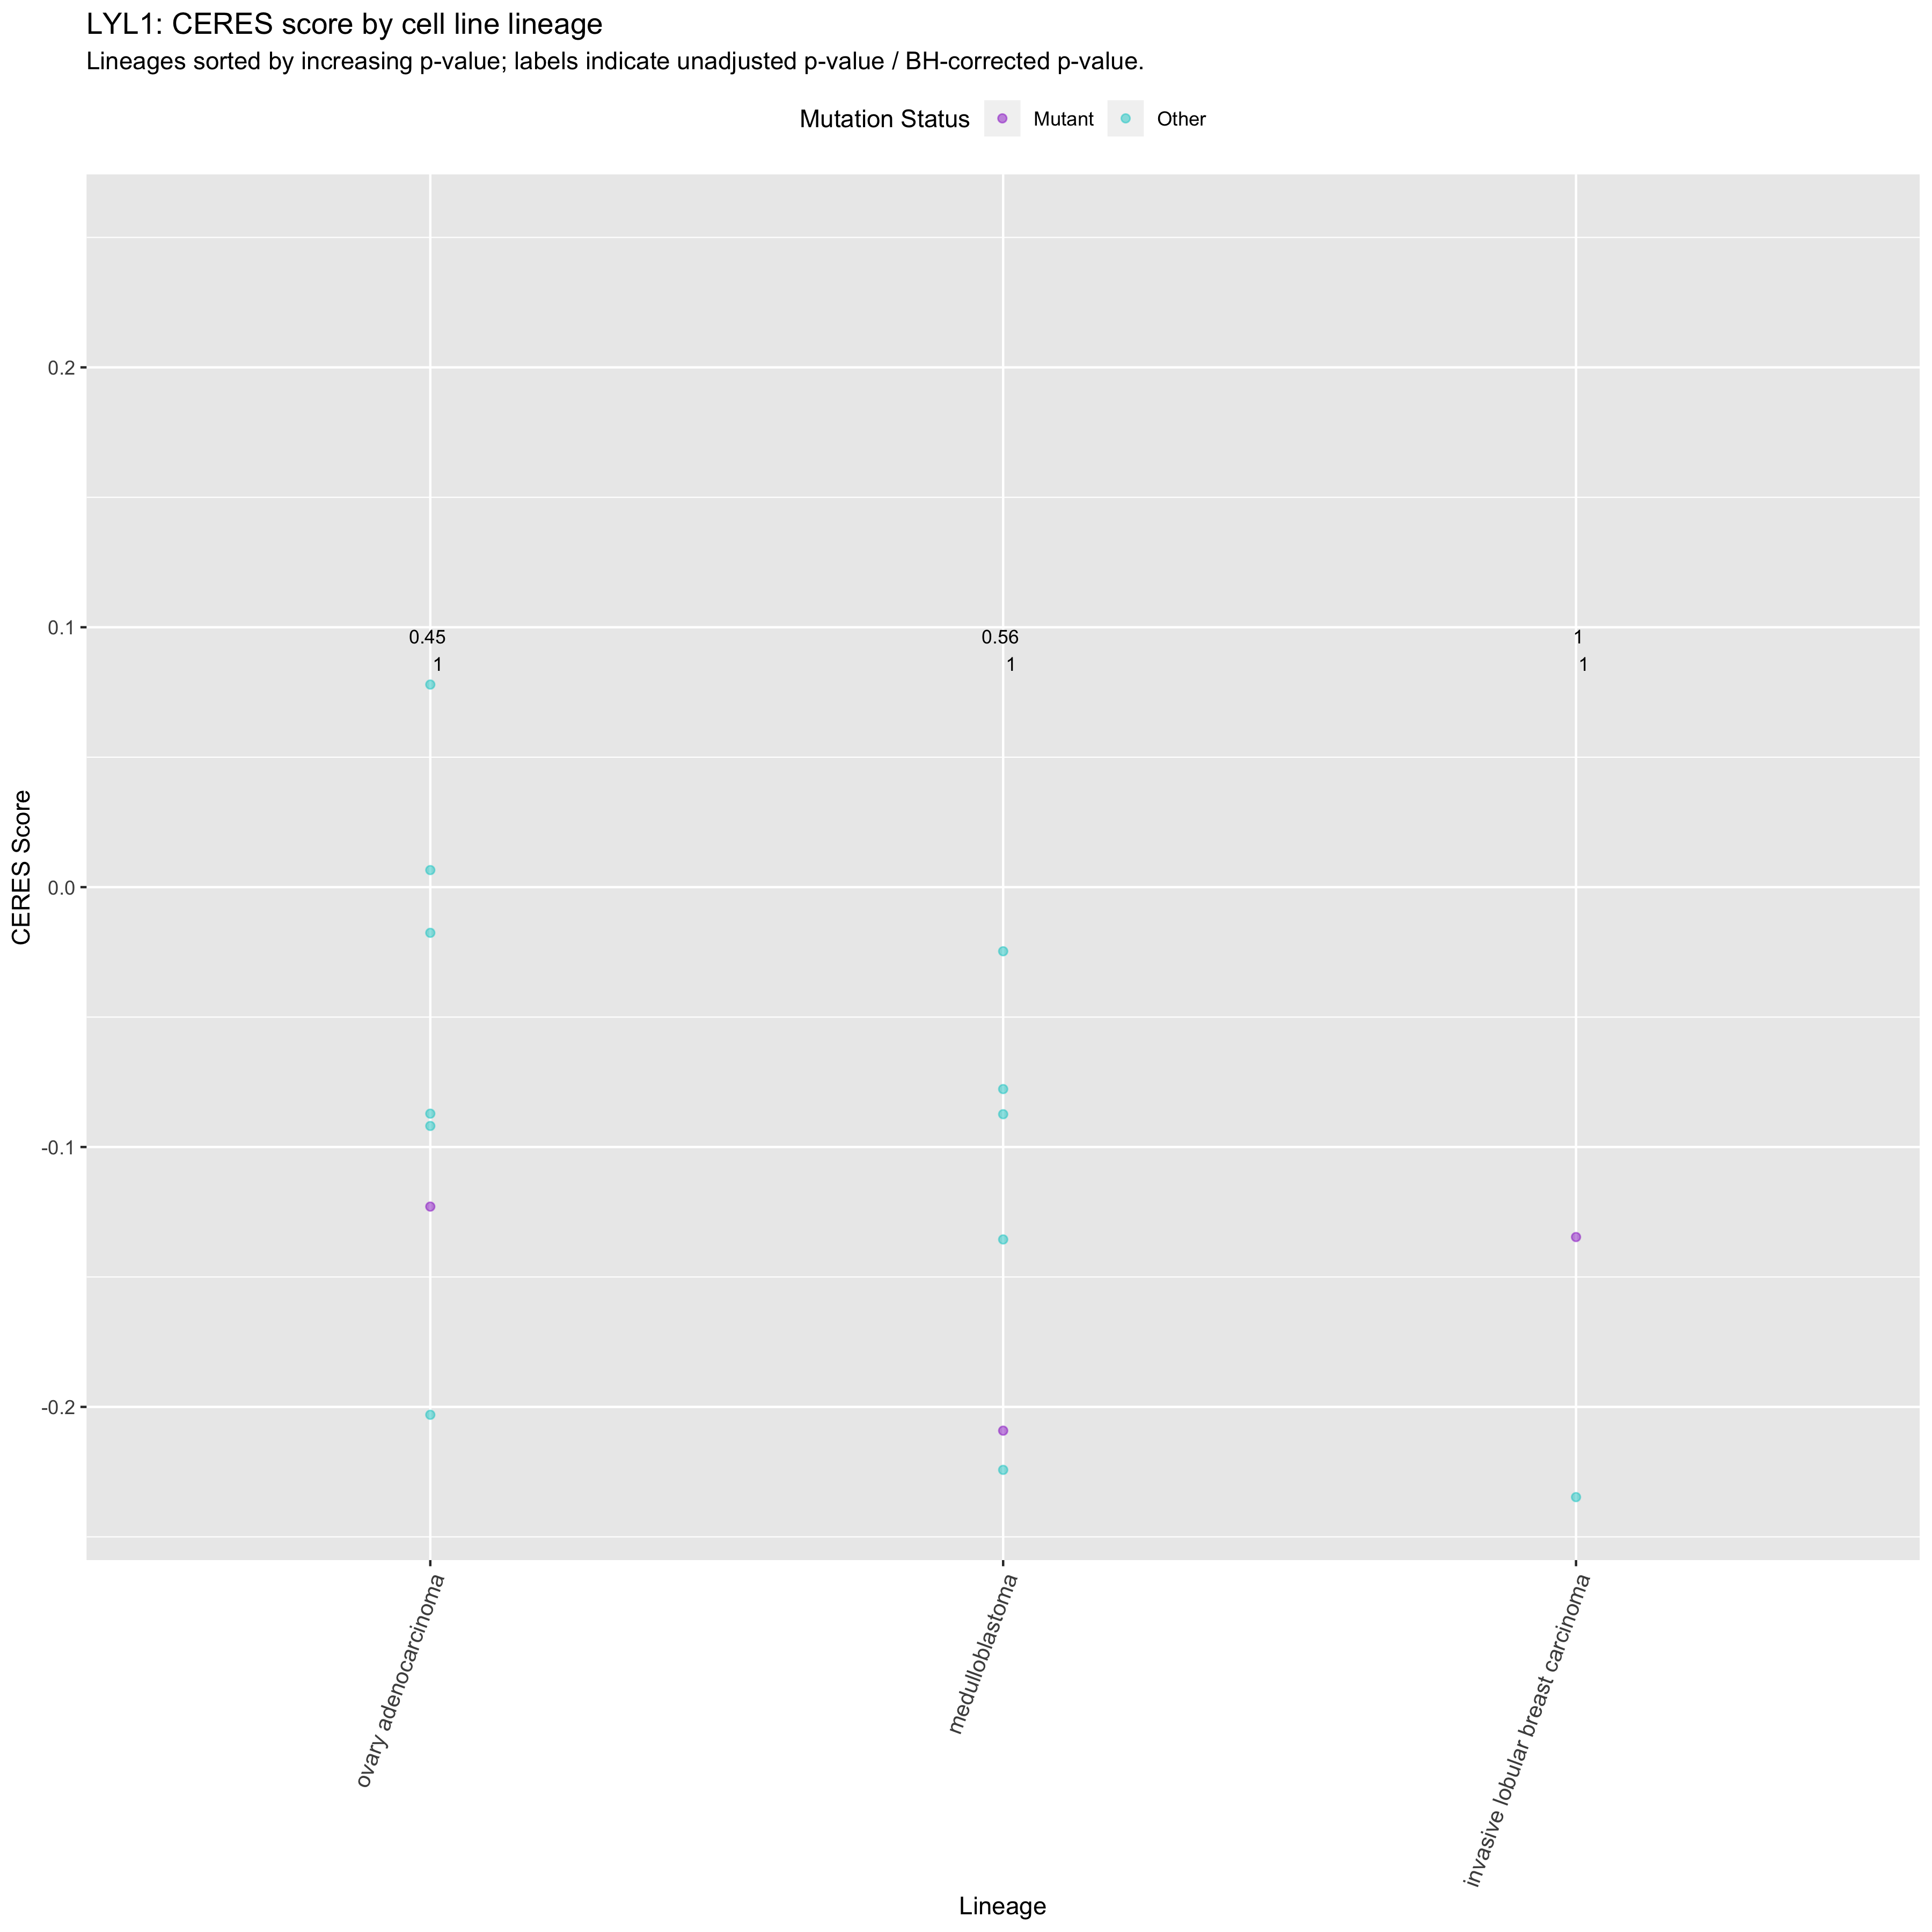 LYL1: CERES score by cell line lineage
Lineages sorted by increasing p-value; labels indicate unadjusted p-value / BH-corrected p-value.
Mutation Status Mutant Other
0.2
0.1
0.0
-0.1
-0.2
CERES Score
0.45
1
0.56
1
1
1
ovary adenocarcinoma
medulloblastoma
invasive lobular breast carcinoma
Lineage